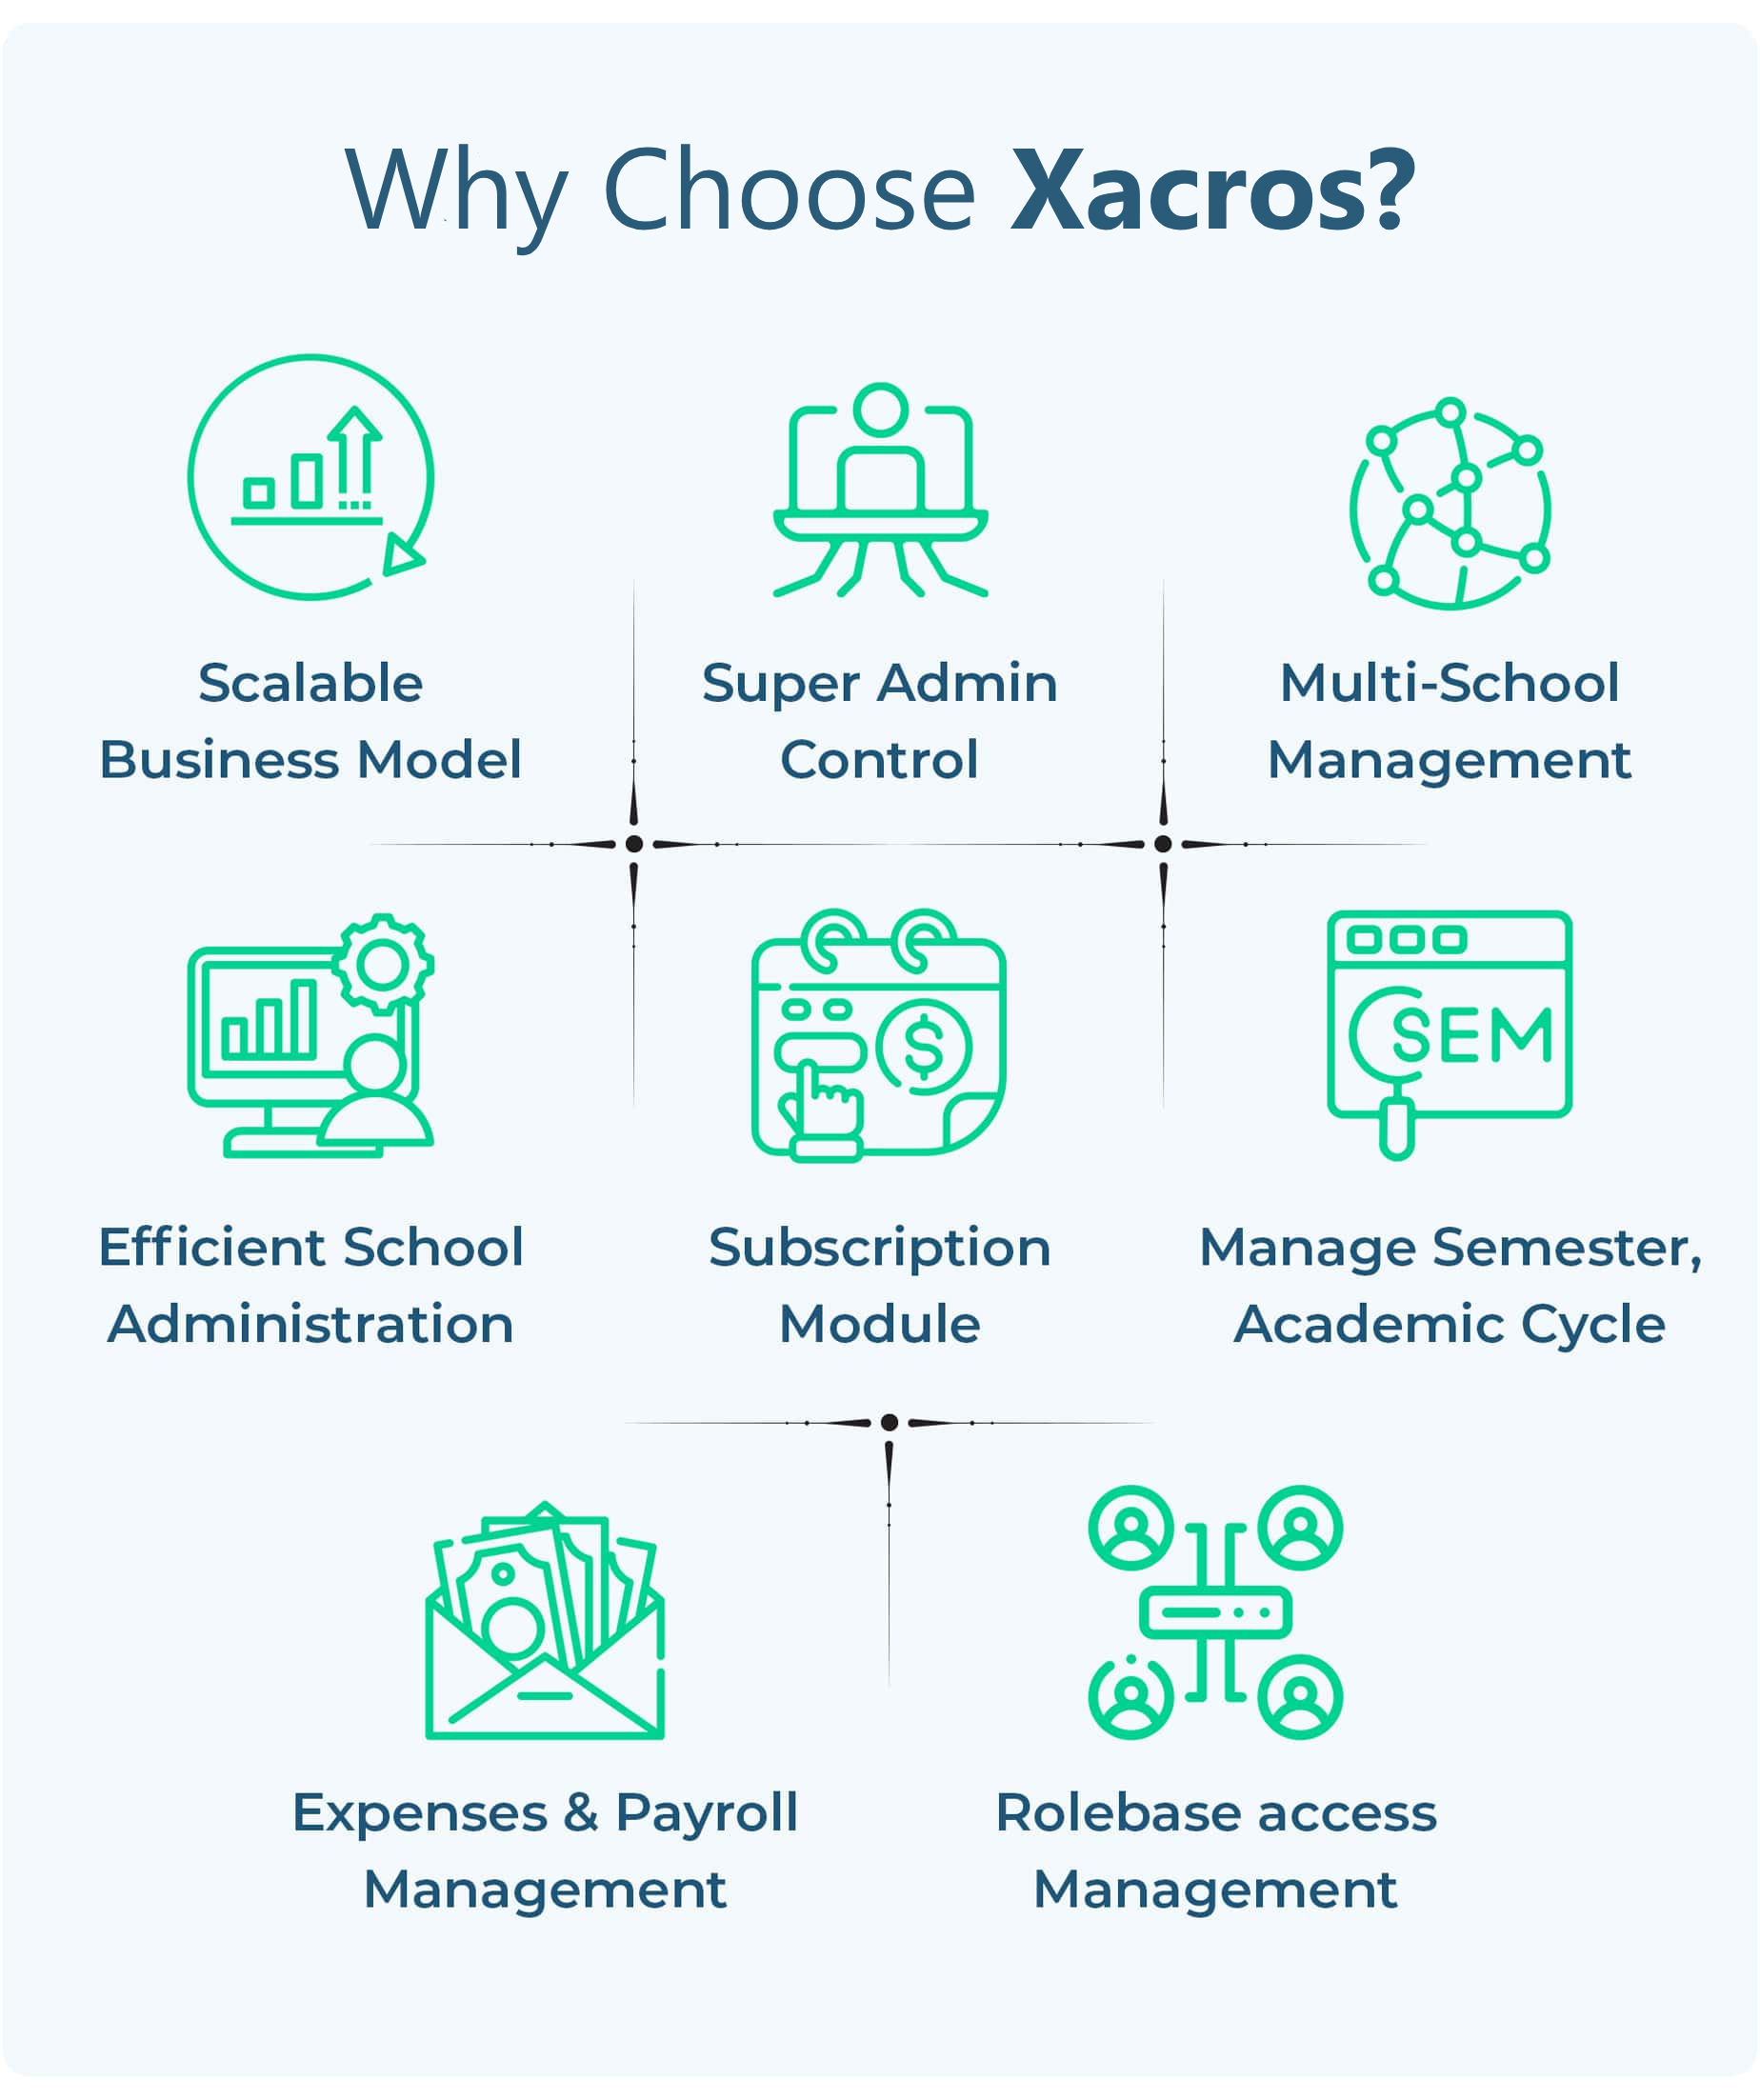 Why Choose Xacros?
Scalable
Business Model
Super Admin
Control
Multi-School
Management
Efficient School
Administration
$
Subscription
Module
SEM
Manage Semester,
Academic Cycle
Expenses & Payroll
Management
Rolebase access
Management